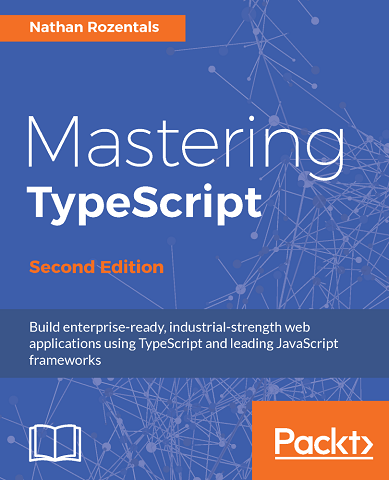 Nathan Rozentals
Mastering
TypeScript
Second Edition
Build enterprise-ready, industrial-strength web
applications using TypeScript and leading JavaScript
frameworks
Packt>